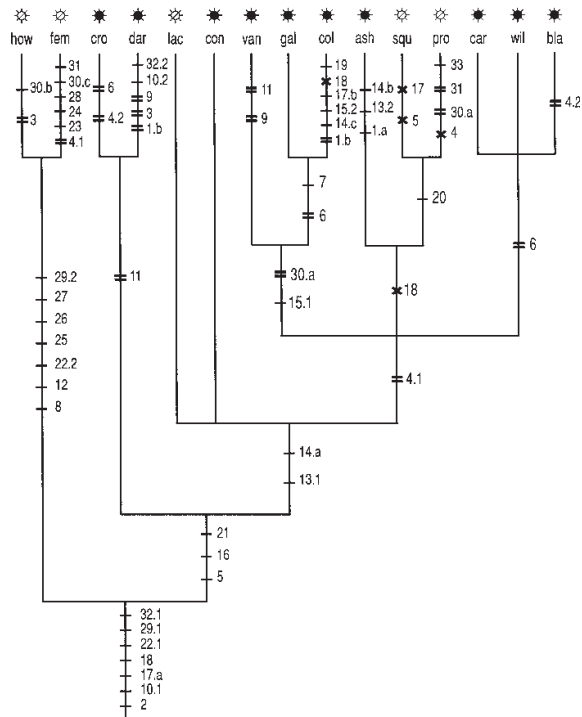 how fem cro dar lac con van gal col ash squ pro car wil bla
31 32.2 19 33
30.b 30.c 6 10.2 11 18 14.b 17 31 4.2
28 9 17.b
24 3 15.2 13.2 30.a
3 23 4.2 1.b 9 14.c 1.a 5 4
4.1 1.b
7
20
6
6
29.2 11 30.a
27 15.1 18
26
25
22.2 4.1
12
8
14.a
13.1
21
16
5
32.1
29.1
22.1
18
17.a
10.1
2